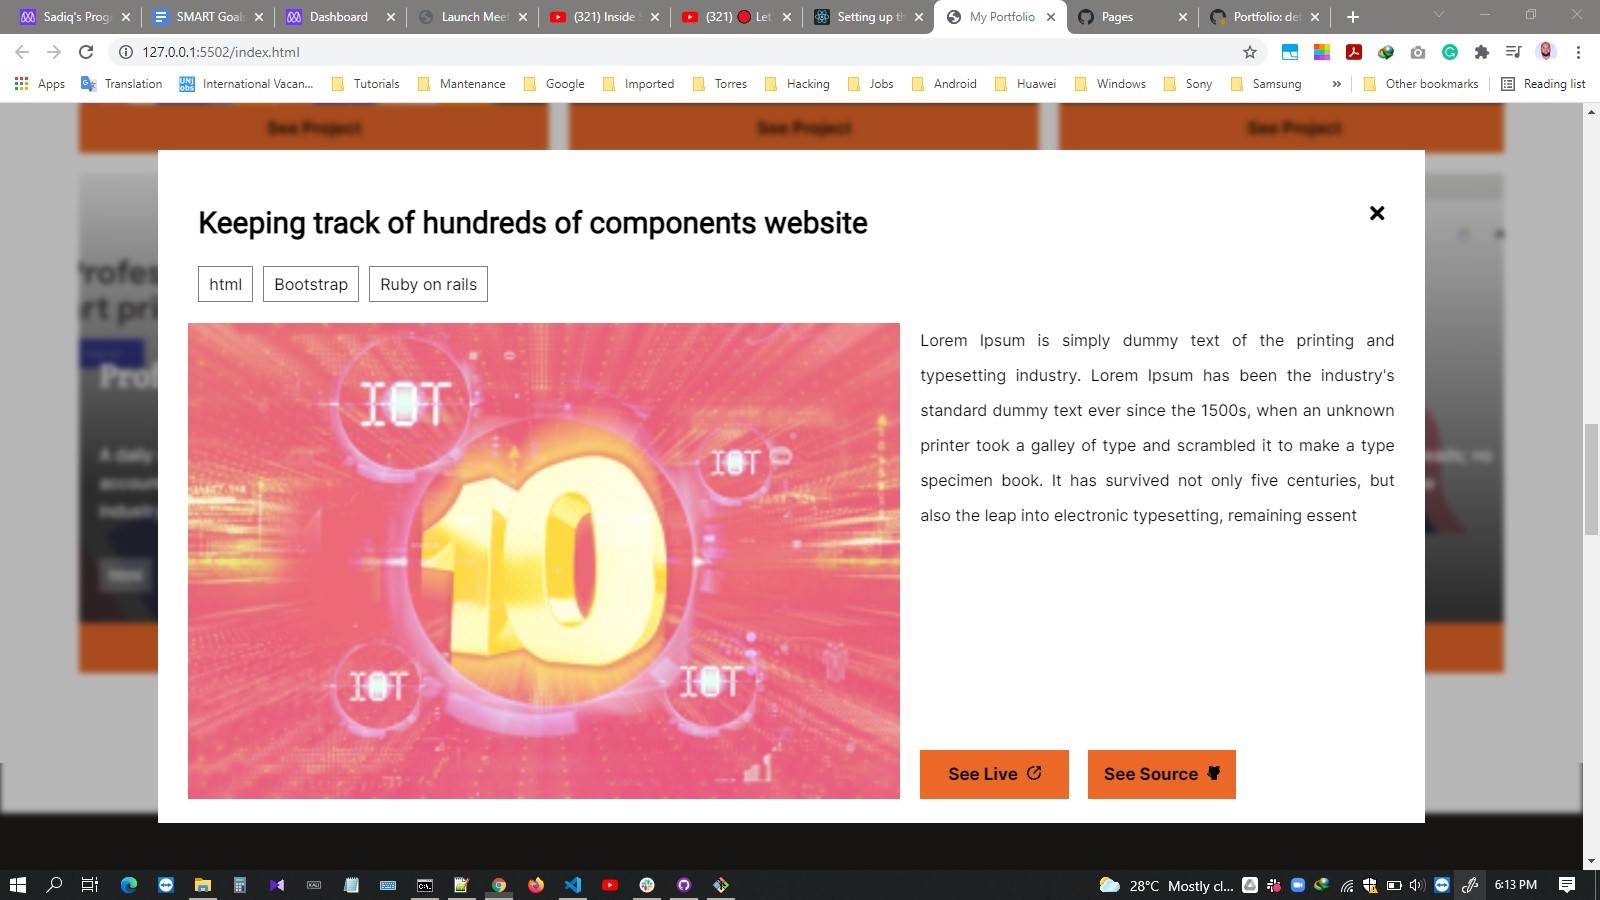 Sadiq's Prog
SMART Goal
Dashboard
Launch Meet
(321) Inside S
(321) 🔴 Let'
Setting up th
My Portfolio
Pages
Portfolio: det
127.0.0.1:5502/index.html
Apps
Translation
International Vacan...
Tutorials
Mantenance
Google
Imported
Torres
Hacking
Jobs
Android
Huawei
Windows
Sony
Samsung
»
Other bookmarks
Reading list
See Project
See Project
See Project
Keeping track of hundreds of components website
html
Bootstrap
Ruby on rails
IOT
IOT
10
IOT
IOT
Lorem Ipsum is simply dummy text of the printing and
typesetting industry. Lorem Ipsum has been the industry's
standard dummy text ever since the 1500s, when an unknown
printer took a galley of type and scrambled it to make a type
specimen book. It has survived not only five centuries, but
also the leap into electronic typesetting, remaining essent
A daily
See Live
See Source
28°C Mostly cl...
6:13 PM